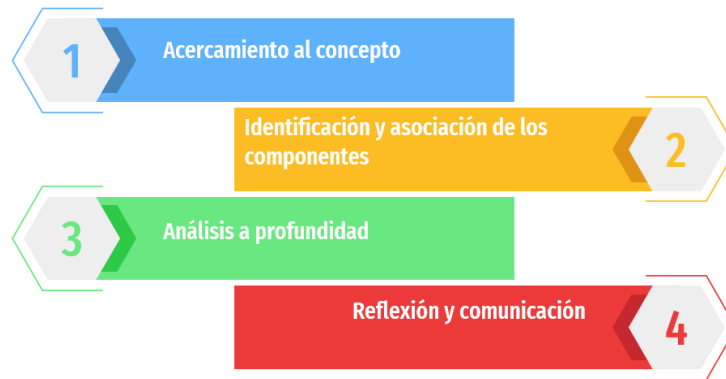 1
Acercamiento al concepto
Identificación y asociación de los
componentes
2
3
Análisis a profundidad
Reflexión y comunicación
4